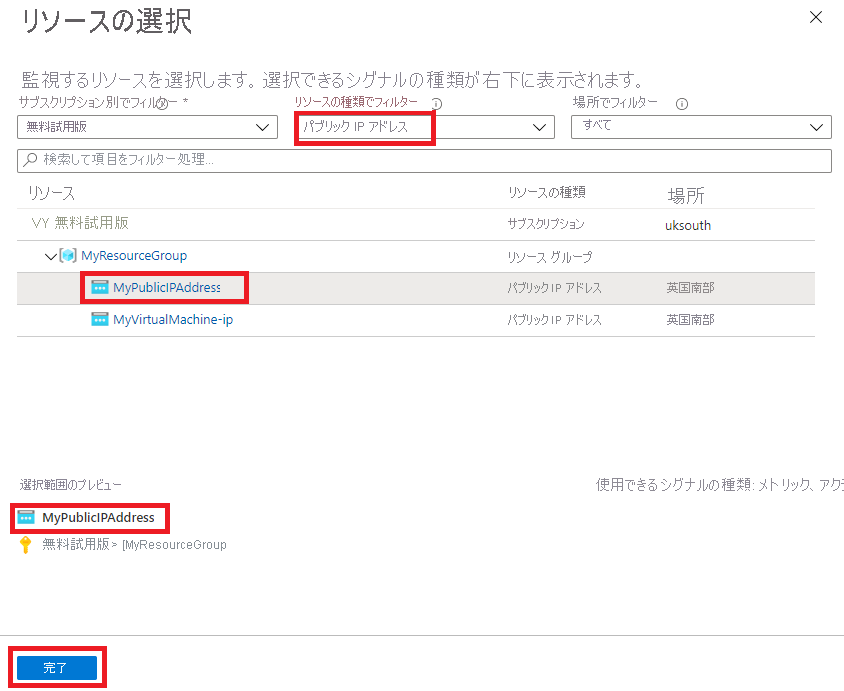 リソースの選択
監視するリソースを選択します。選択できるシグナルの種類が右下に表示されます。
サブスクリプション別でフィルター *
リソースの種類でフィルター
場所でフィルター
無料試用版
パブリック IP アドレス
すべて
検索して項目をフィルター処理...
リソース
リソースの種類
場所
VY 無料試用版
サブスクリプション
uksouth
MyResourceGroup
リソース グループ
MyPublicIPAddress
パブリック IP アドレス
英国南部
MyVirtualMachine-ip
パブリック IP アドレス
英国南部
選択範囲のプレビュー
使用できるシグナルの種類: メトリック、アクテ
MyPublicIPAddress
無料試用版 > [MyResourceGroup
完了